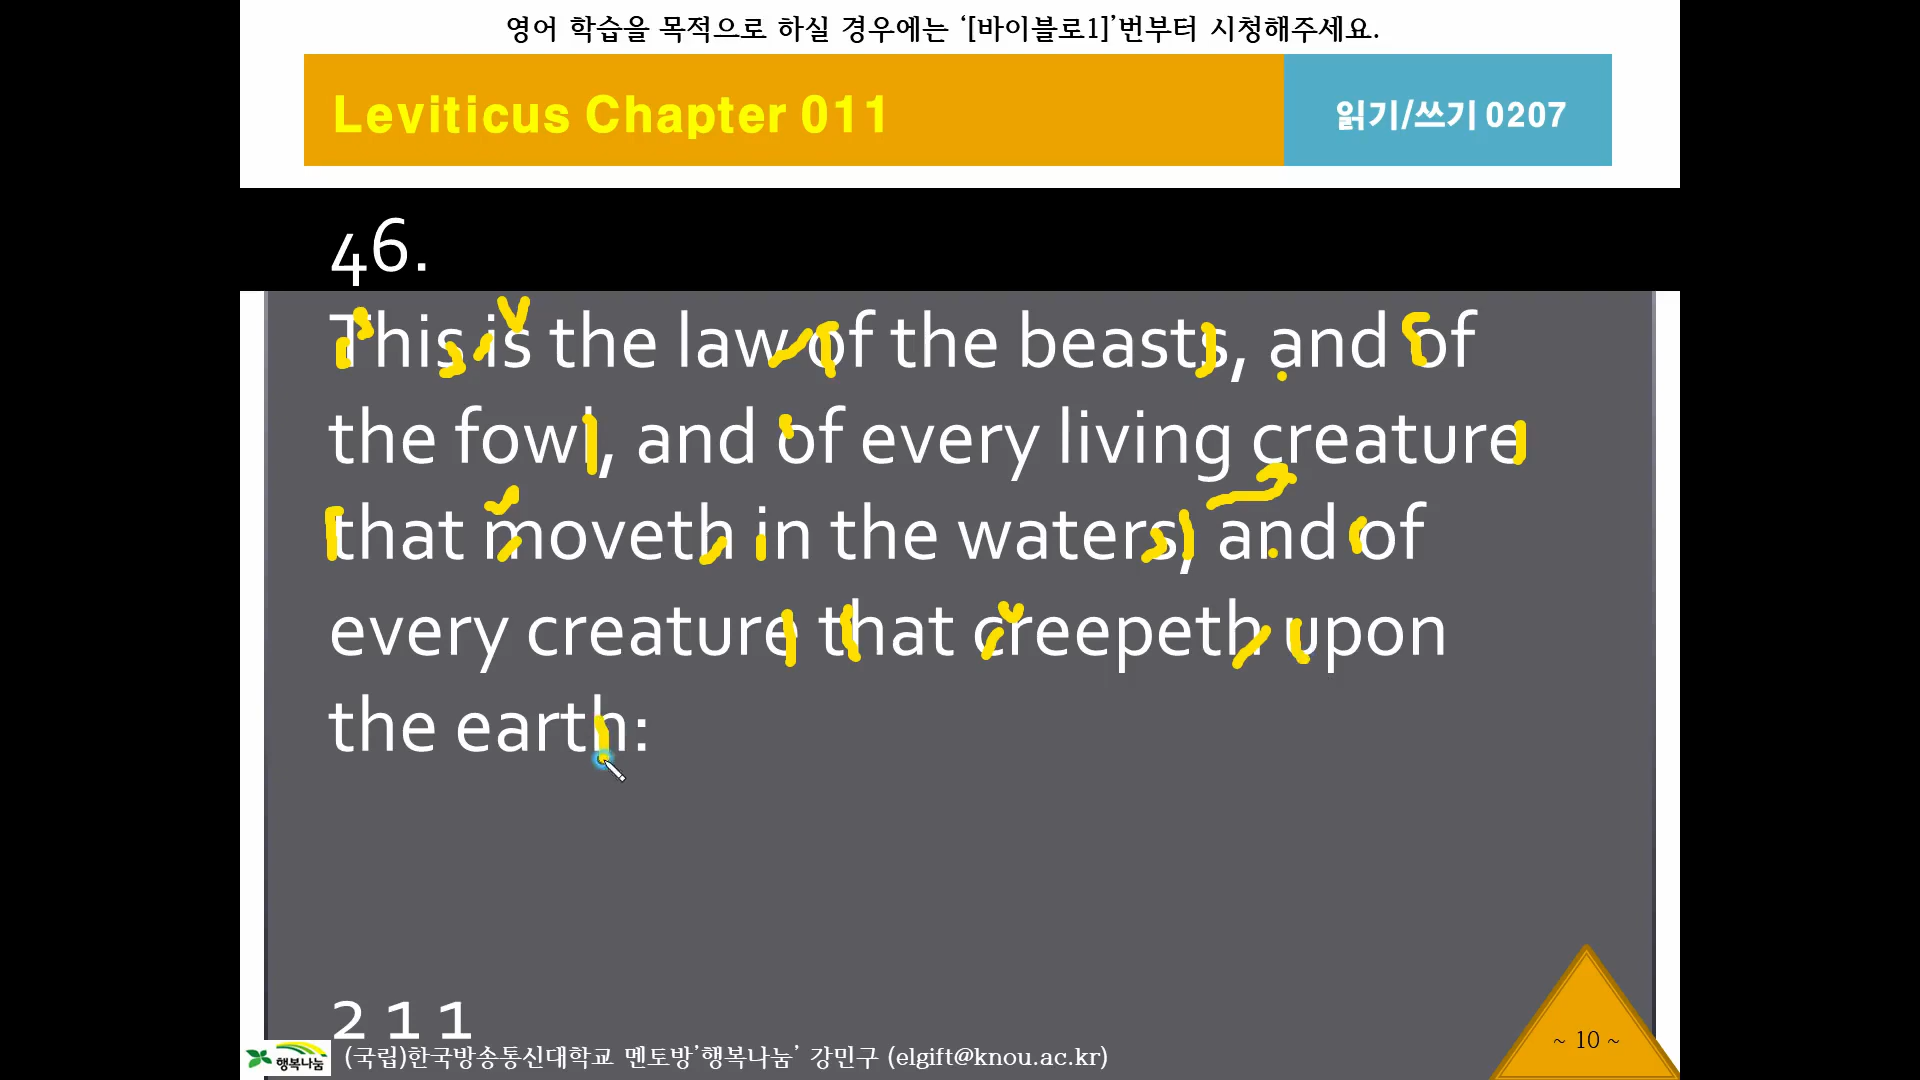 영어 학습을 목적으로 하실 경우에는 ‘[바이블로1]’번부터 시청해주세요.
Leviticus Chapter 011
읽기/쓰기 0207
46.
This is the law of the beasts, and of
the fowl, and of every living creature
that moveth in the waters, and of
every creature that creepeth upon
the earth:
211
~ 10 ~
행복나눔
(국립)한국방송통신대학교 멘토방’행복나눔’ 강민구 (elgift@knou.ac.kr)